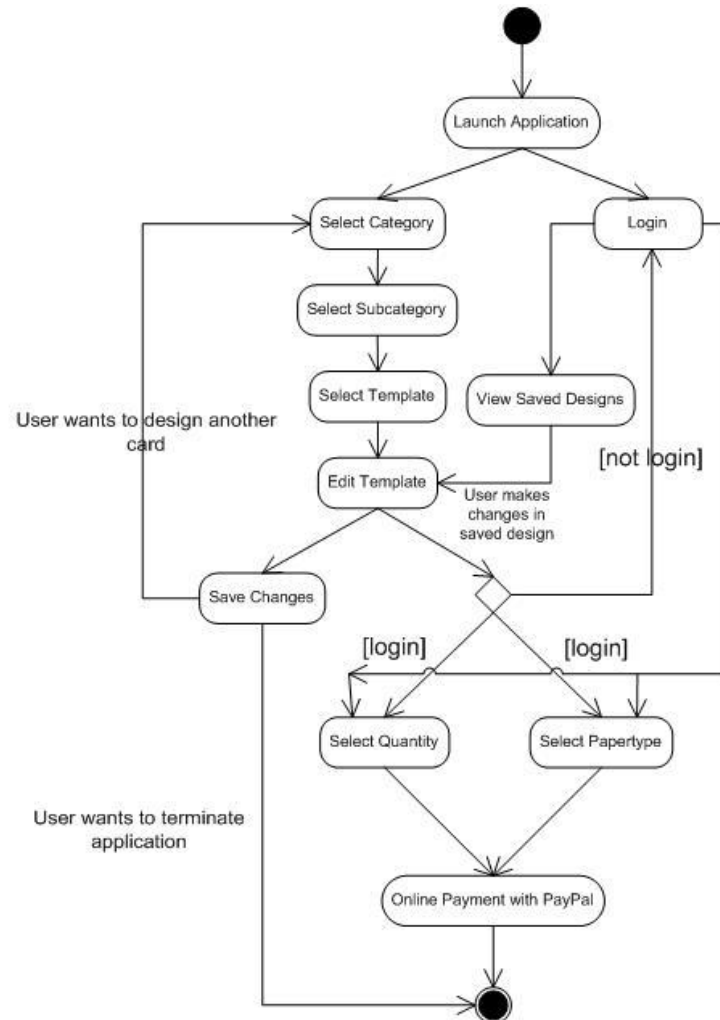 Launch Application
Select Category
Login
Select Subcategory
Select Template
View Saved Designs
User wants to design another
card
[not login]
Edit Template
User makes
changes in
saved design
Save Changes
[login]
[login]
Select Quantity
Select Papertype
User wants to terminate
application
Online Payment with PayPal